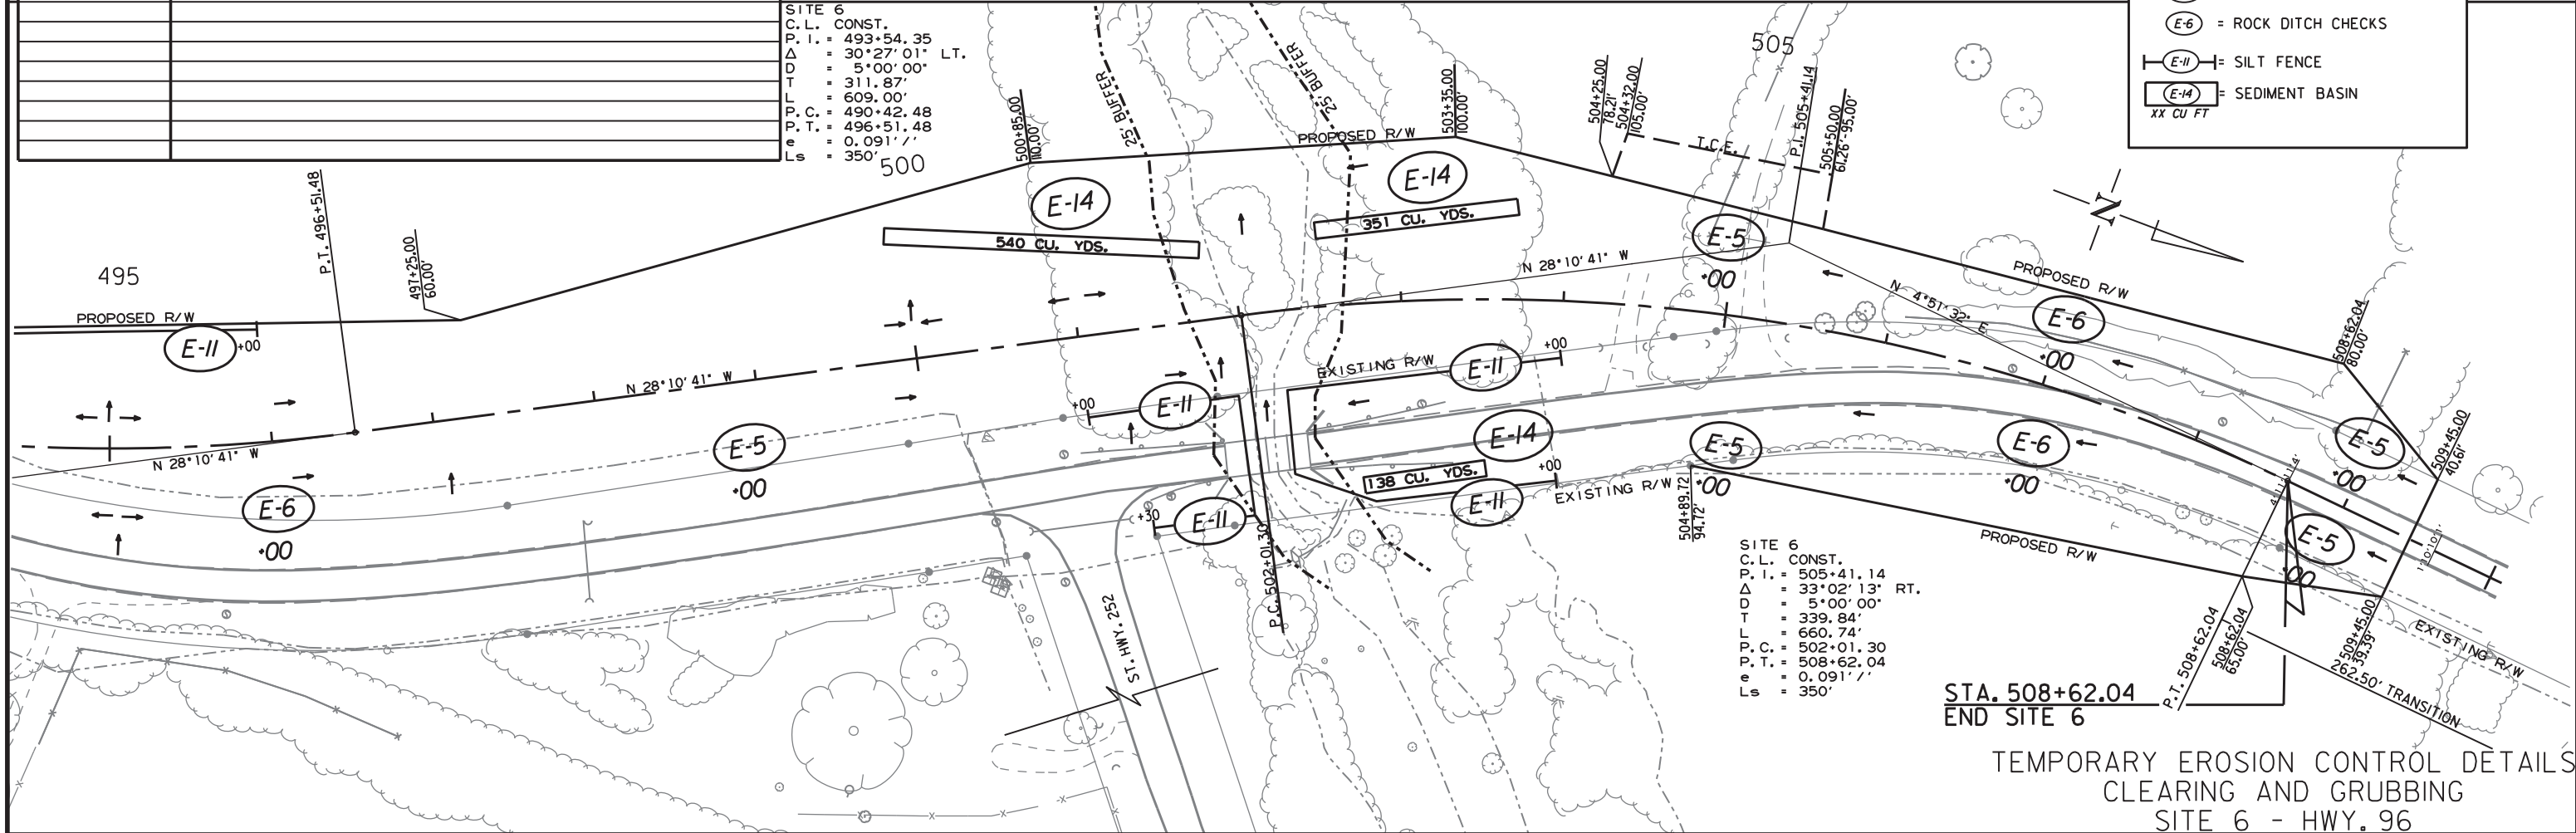 SITE 6
C.L. CONST.
P.I. = 493+54.35
Δ = 30°27'01" LT.
D = 5°00'00"
T = 311.87'
L = 609.00'
P.C. = 490+42.48
P.T. = 496+51.48
e = 0.091'/'
Ls = 350'
E-6 = ROCK DITCH CHECKS
E-11 = SILT FENCE
E-14 = SEDIMENT BASIN
XX CU FT
495
500
505
P.T. 496+51.48
497+25.00
60.00'
500+85.00
110.00'
25' BUFFER
25' BUFFER
PROPOSED R/W
503+35.00
100.00'
504+25.00
78.21'
504+32.00
105.00'
T.C.E.
P.I. 505+41.14
505+50.00
61.26'-95.00'
N
E-14
540 CU. YDS.
E-14
351 CU. YDS.
E-5
+00
N 28°10'41" W
PROPOSED R/W
N 4°51'32" E
E-6
+00
508+62.04
80.00'
PROPOSED R/W
E-11
+00
N 28°10'41" W
N 28°10'41" W
EXISTING R/W
E-11
+00
+00
E-11
E-14
138 CU. YDS.
E-11
+00
EXISTING R/W
E-5
+00
504+89.72
94.72'
E-6
+00
E-5
+00
509+45.00
40.61'
E-5
+00
E-5
+00
E-6
+00
+30
E-11
P.C. 502+01.30
ST. HWY. 252
PROPOSED R/W
SITE 6
C.L. CONST.
P.I. = 505+41.14
Δ = 33°02'13" RT.
D = 5°00'00"
T = 339.84'
L = 660.74'
P.C. = 502+01.30
P.T. = 508+62.04
e = 0.091'/'
Ls = 350'
P.T. 508+62.04
508+62.04
65.00'
509+45.00
39.39'
EXISTING R/W
262.50' TRANSITION
STA. 508+62.04
END SITE 6
TEMPORARY EROSION CONTROL DETAILS
CLEARING AND GRUBBING
SITE 6 - HWY. 96